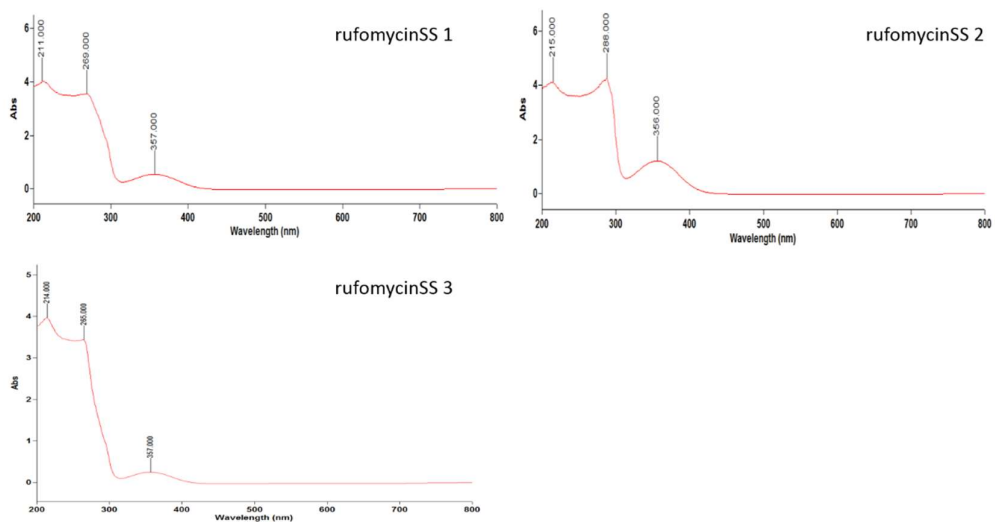 rufomycinSS 1
211.000
269.000
357.000
6
4
2
0
Abs
200 300 400 500 600 700 800
Wavelength (nm)
rufomycinSS 2
215.000
288.000
356.000
6
4
2
0
Abs
200 300 400 500 600 700 800
Wavelength (nm)
rufomycinSS 3
214.000
265.000
357.000
5
4
3
2
1
0
Abs
200 300 400 500 600 700 800
Wavelength (nm)